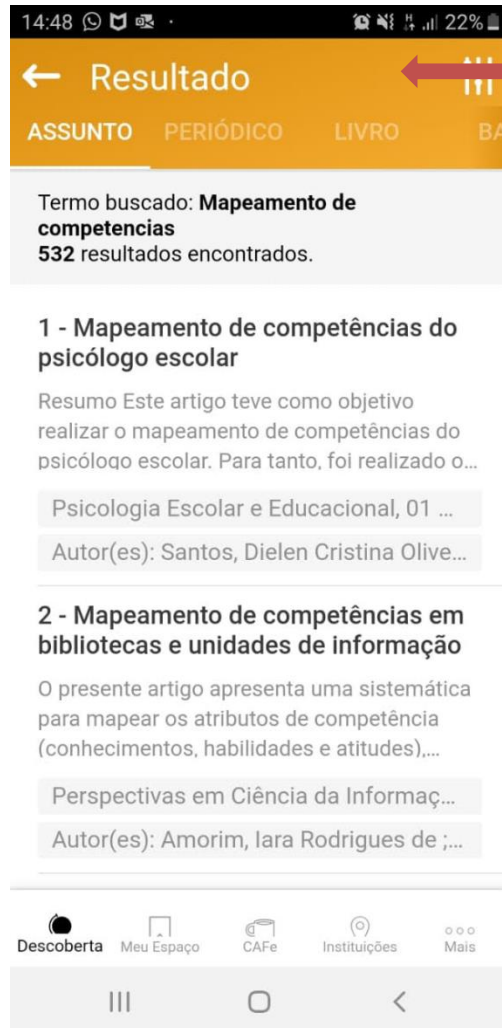 14:48 22%
Resultado
ASSUNTO PERIÓDICO LIVRO BA
Termo buscado: Mapeamento de
competencias
532 resultados encontrados.
1 - Mapeamento de competências do
psicólogo escolar
Resumo Este artigo teve como objetivo
realizar o mapeamento de competências do
psicólogo escolar. Para tanto, foi realizado o...
Psicologia Escolar e Educacional, 01 ...
Autor(es): Santos, Dielen Cristina Olive...
2 - Mapeamento de competências em
bibliotecas e unidades de informação
O presente artigo apresenta uma sistemática
para mapear os atributos de competência
(conhecimentos, habilidades e atitudes),...
Perspectivas em Ciência da Informaç...
Autor(es): Amorim, Iara Rodrigues de ;...
Descoberta Meu Espaço CAFe Instituições Mais